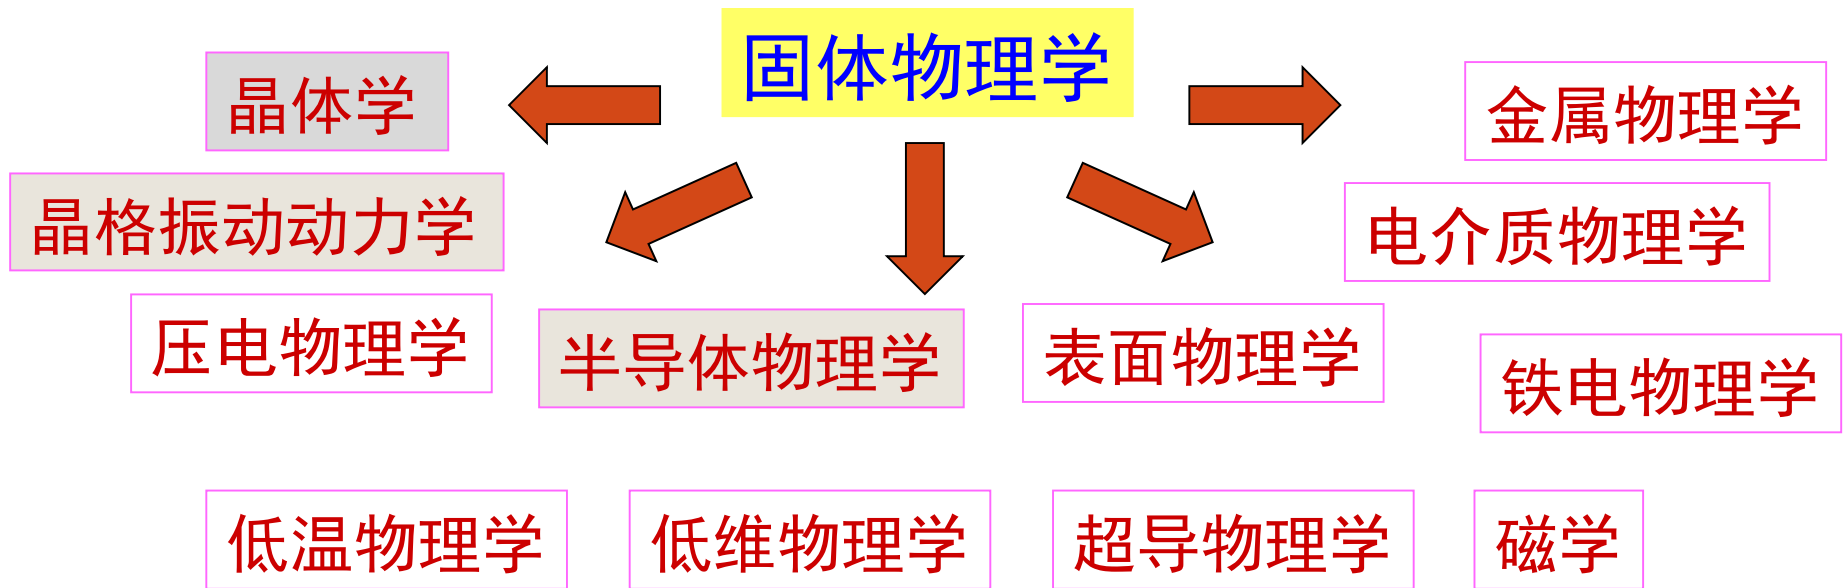 固体物理学
晶体学
金属物理学
晶格振动动力学
电介质物理学
压电物理学
半导体物理学
表面物理学
铁电物理学
低温物理学
低维物理学
超导物理学
磁学